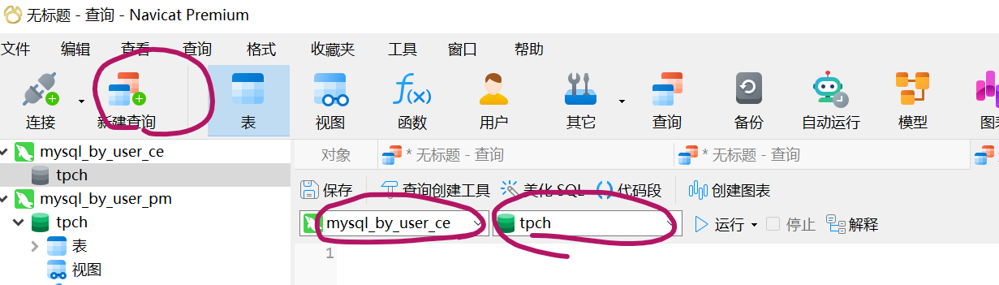 无标题 - 查询 - Navicat Premium
文件 编辑 查看 查询 格式 收藏夹 工具 窗口 帮助
连接 新建查询 表 视图 函数 用户 其它 查询 备份 自动运行 模型 图表
f(x)
mysql_by_user_ce
tpch
mysql_by_user_pm
tpch
表
视图
对象 * 无标题 - 查询 * 无标题 - 查询
保存 查询创建工具 美化 SQL () 代码段 创建图表
mysql_by_user_ce tpch 运行 停止 解释
1